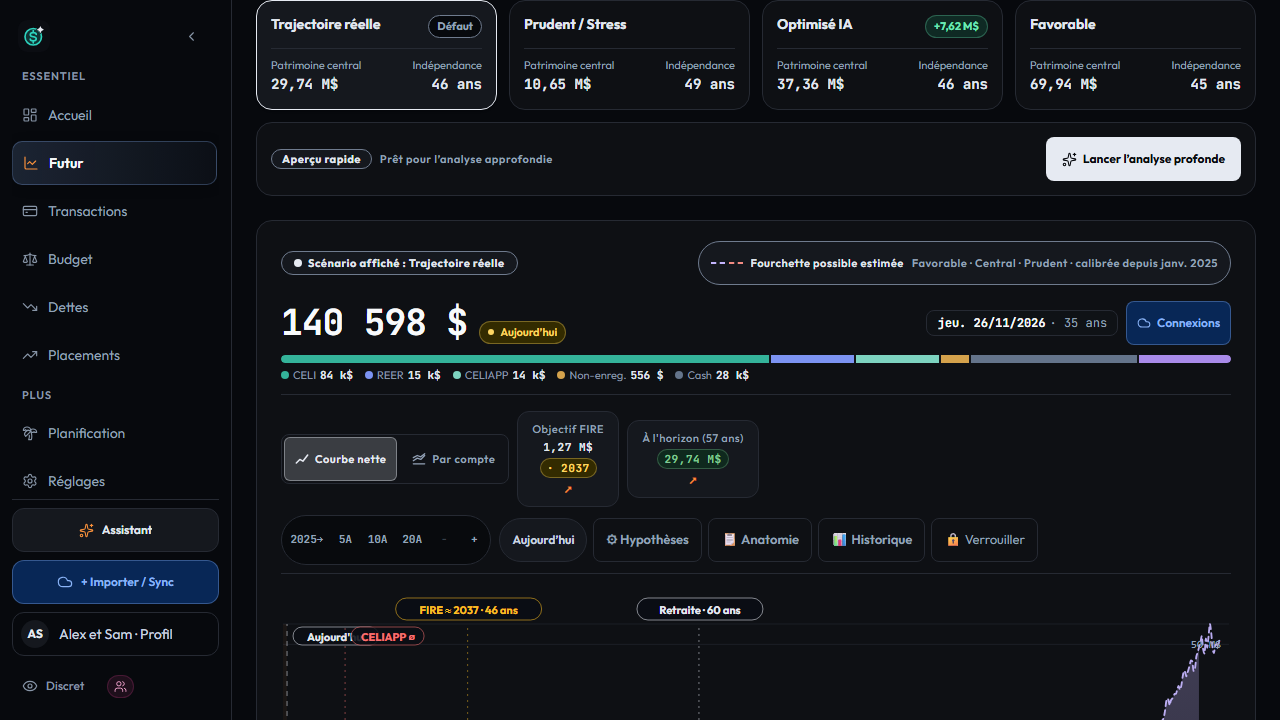 ESSENTIEL
Accueil
Futur
Transactions
Budget
Dettes
Placements
PLUS
Planification
Réglages
Assistant
+ Importer / Sync
AS Alex et Sam · Profil
Discret
Trajectoire réelle Défaut
Patrimoine central Indépendance
29,74 M$ 46 ans
Prudent / Stress
Patrimoine central Indépendance
10,65 M$ 49 ans
Optimisé IA +7,62 M$
Patrimoine central Indépendance
37,36 M$ 46 ans
Favorable
Patrimoine central Indépendance
69,94 M$ 45 ans
Aperçu rapide Prêt pour l'analyse approfondie
Lancer l'analyse profonde
Scénario affiché : Trajectoire réelle
Fourchette possible estimée Favorable · Central · Prudent · calibrée depuis janv. 2025
140 598 $ Aujourd'hui
jeu. 26/11/2026 · 35 ans
Connexions
CELI 84 k$ REER 15 k$ CELIAPP 14 k$ Non-enreg. 556 $ Cash 28 k$
Courbe nette Par compte
Objectif FIRE
1,27 M$
· 2037
↗
À l'horizon (57 ans)
29,74 M$
↗
2025→ 5A 10A 20A - +
Aujourd'hui
Hypothèses
Anatomie
Historique
Verrouiller
FIRE ≈ 2037 · 46 ans
Retraite · 60 ans
CELIAPP ⌀